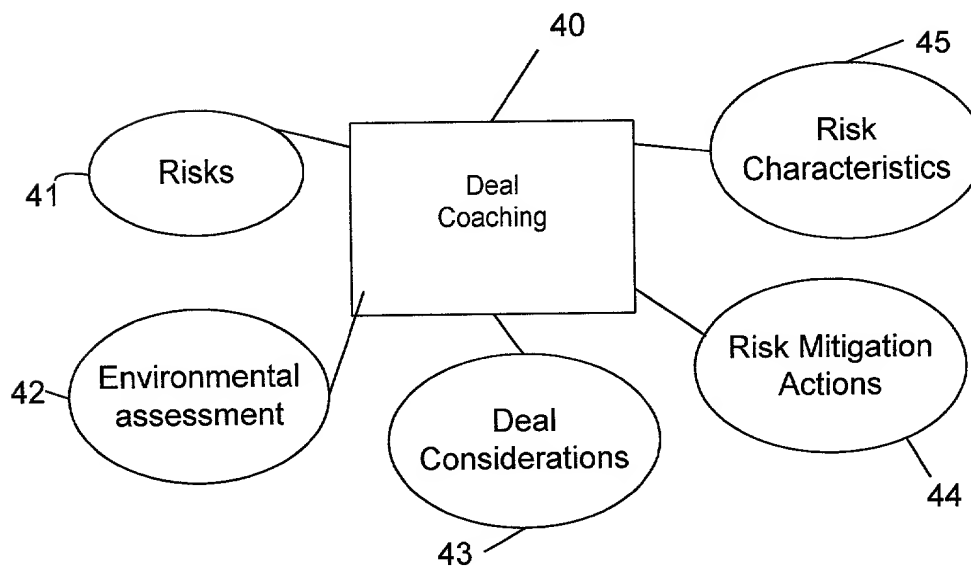 40
45
Risks
41
Deal
Coaching
Risk
Characteristics
Environmental
assessment
42
Deal
Considerations
43
Risk Mitigation
Actions
44